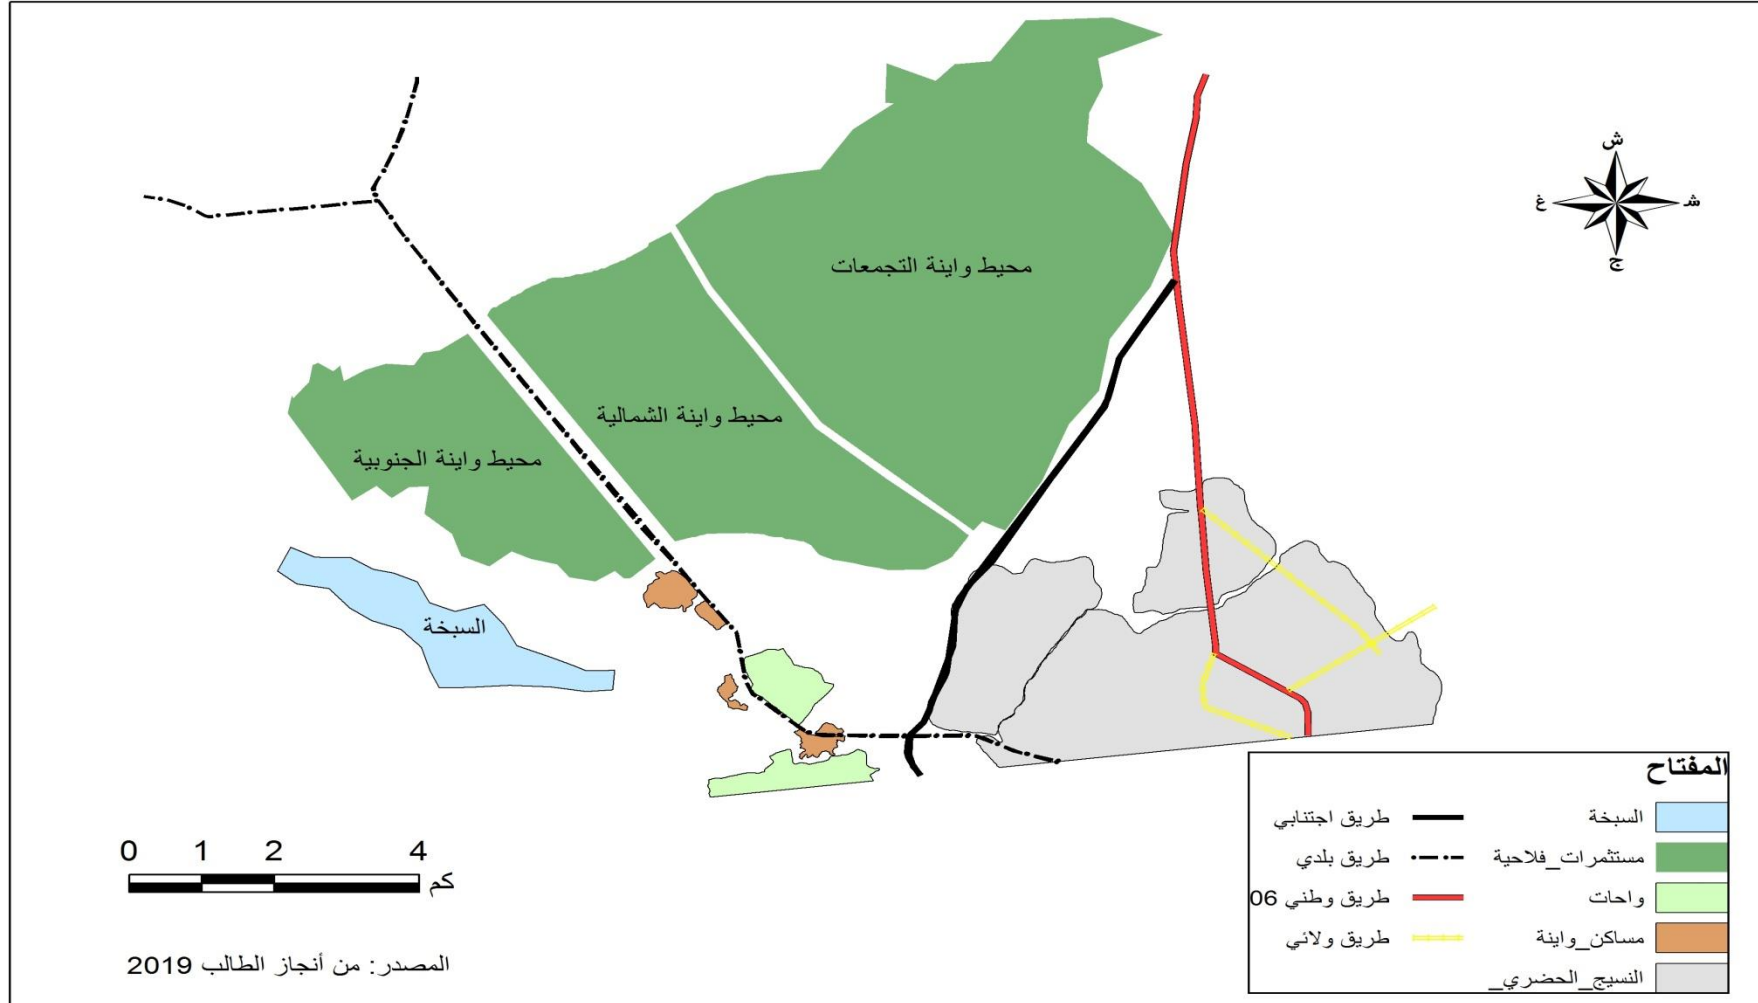 ش
غ
شـ
ج
محيط واينة التجمعات
محيط واينة الشمالية
محيط واينة الجنوبية
السبخة
المفتاح
السبخة
طريق اجتنابي
مستثمرات_فلاحية
طريق بلدي
واحات
طريق وطني 06
مساكن_واينة
طريق ولائي
النسيج_الحضري_
0 1 2 4
كم
المصدر: من أنجاز الطالب 2019